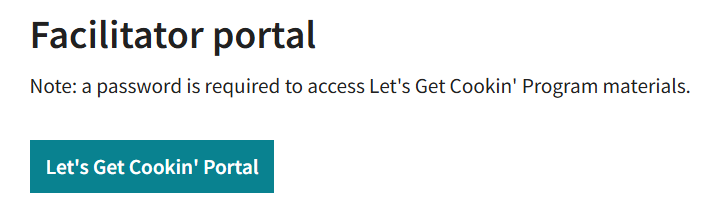 Facilitator portal
Note: a password is required to access Let's Get Cookin' Program materials.
Let's Get Cookin' Portal